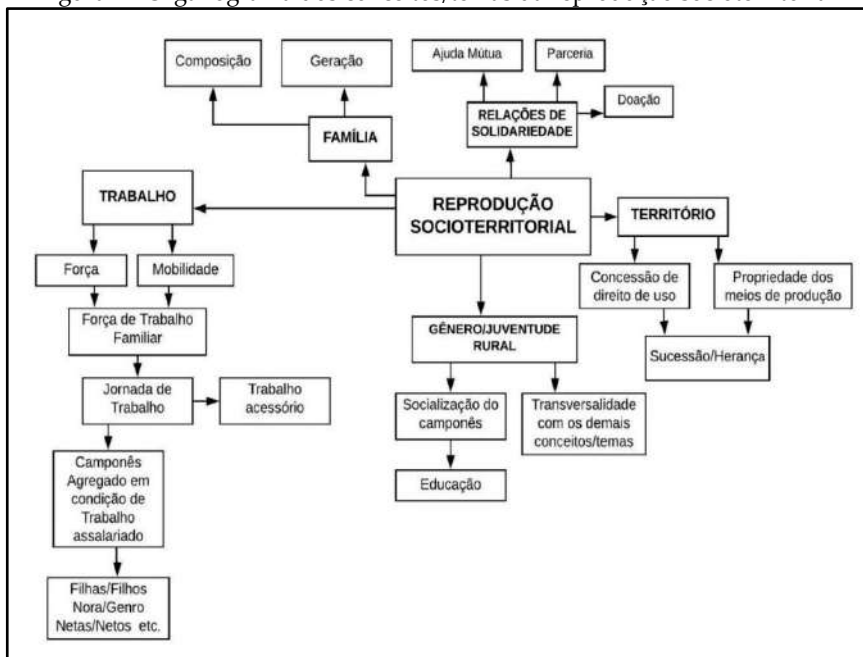 Composição
Geração
Ajuda Mútua
Parceria
Doação
FAMÍLIA
RELAÇÕES DE
SOLIDARIEDADE
TRABALHO
REPRODUÇÃO
SOCIOTERRITORIAL
TERRITÓRIO
Força
Mobilidade
Concessão de
direito de uso
Propriedade dos
meios de produção
Força de Trabalho
Familiar
GÊNERO/JUVENTUDE
RURAL
Sucessão/Herança
Jornada de
Trabalho
Trabalho
acessório
Socialização do
camponês
Transversalidade
com os demais
conceitos/temas
Camponês
Agregado em
condição de
Trabalho
assalariado
Educação
Filhas/Filhos
Nora/Genro
Netas/Netos etc.